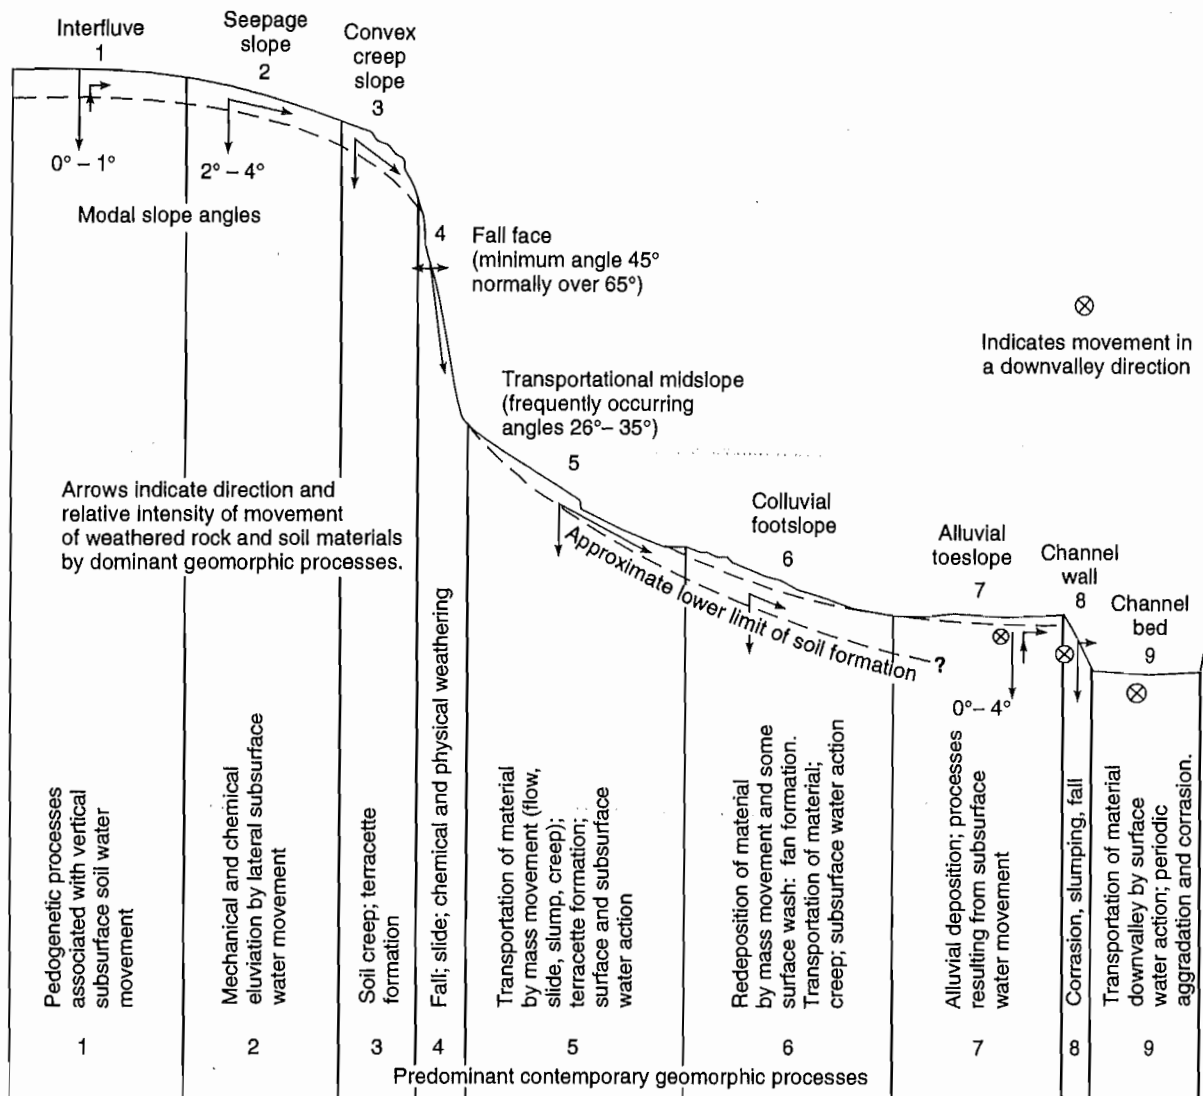 Interfluve
1
Seepage
slope
2
Convex
creep
slope
3
0° – 1°
2° – 4°
Modal slope angles
4
Fall face
(minimum angle 45°
normally over 65°)
Indicates movement in
a downvalley direction
Transportational midslope
(frequently occurring
angles 26° – 35°)
5
Arrows indicate direction and
relative intensity of movement
of weathered rock and soil materials
by dominant geomorphic processes.
Colluvial
footslope
6
Alluvial
toeslope
7
Channel
wall
8
Channel
bed
9
Approximate lower limit of soil formation
?
0° – 4°
Pedogenetic processes
associated with vertical
subsurface soil water
movement
Mechanical and chemical
eluviation by lateral subsurface
water movement
Soil creep; terracette
formation
Fall; slide; chemical and physical weathering
Transportation of material
by mass movement (flow,
slide, slump, creep);
terracette formation;
surface and subsurface
water action
Redeposition of material
by mass movement and some
surface wash: fan formation.
Transportation of material;
creep; subsurface water action
Alluvial deposition; processes
resulting from subsurface
water movement
Corrasion, slumping, fall
Transportation of material
downvalley by surface
water action; periodic
aggradation and corrasion.
1
2
3
4
5
6
7
8
9
Predominant contemporary geomorphic processes